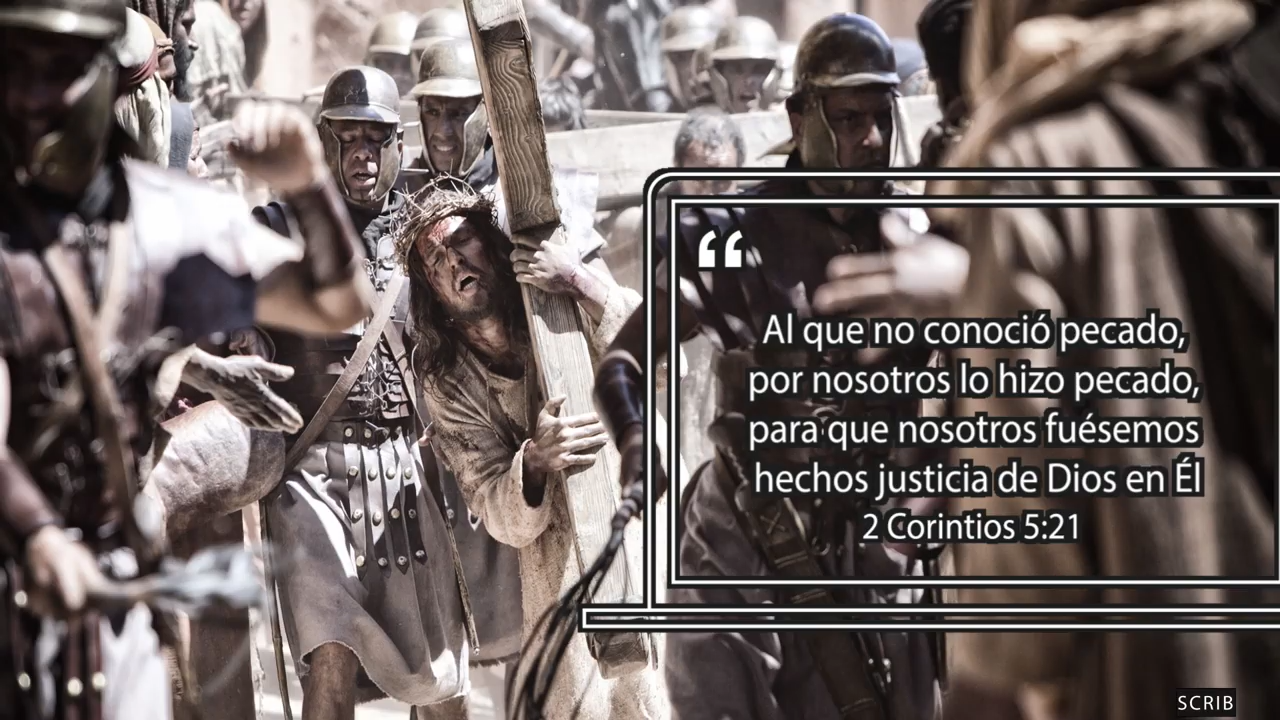 “
Al que no conoció pecado,
por nosotros lo hizo pecado,
para que nosotros fuésemos
hechos justicia de Dios en Él
2 Corintios 5:21
SCRIB